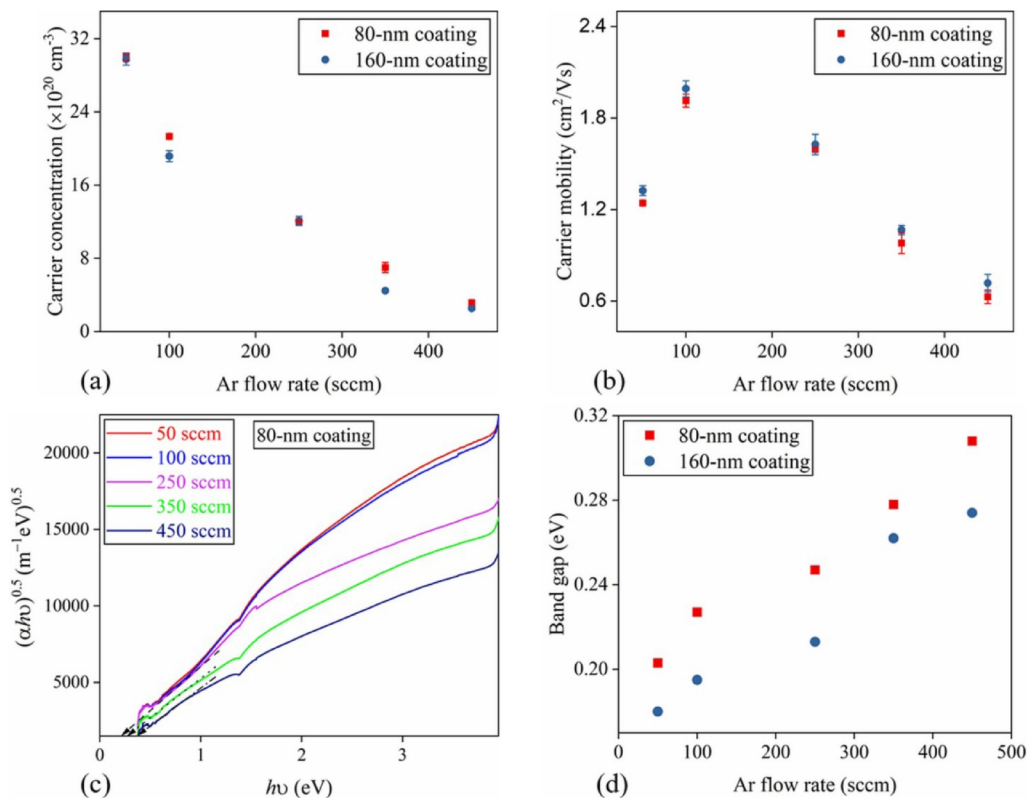 32
24
16
8
0
Carrier concentration (×10²⁰ cm⁻³)
80-nm coating
160-nm coating
100
200
300
400
Ar flow rate (sccm)
(a)
2.4
1.8
1.2
0.6
Carrier mobility (cm²/Vs)
80-nm coating
160-nm coating
100
200
300
400
Ar flow rate (sccm)
(b)
20000
15000
10000
5000
(αhυ)⁰·⁵ (m⁻¹eV)⁰·⁵
50 sccm
100 sccm
250 sccm
350 sccm
450 sccm
80-nm coating
0
1
2
3
hυ (eV)
(c)
0.32
0.28
0.24
0.20
Band gap (eV)
80-nm coating
160-nm coating
0
100
200
300
400
500
Ar flow rate (sccm)
(d)